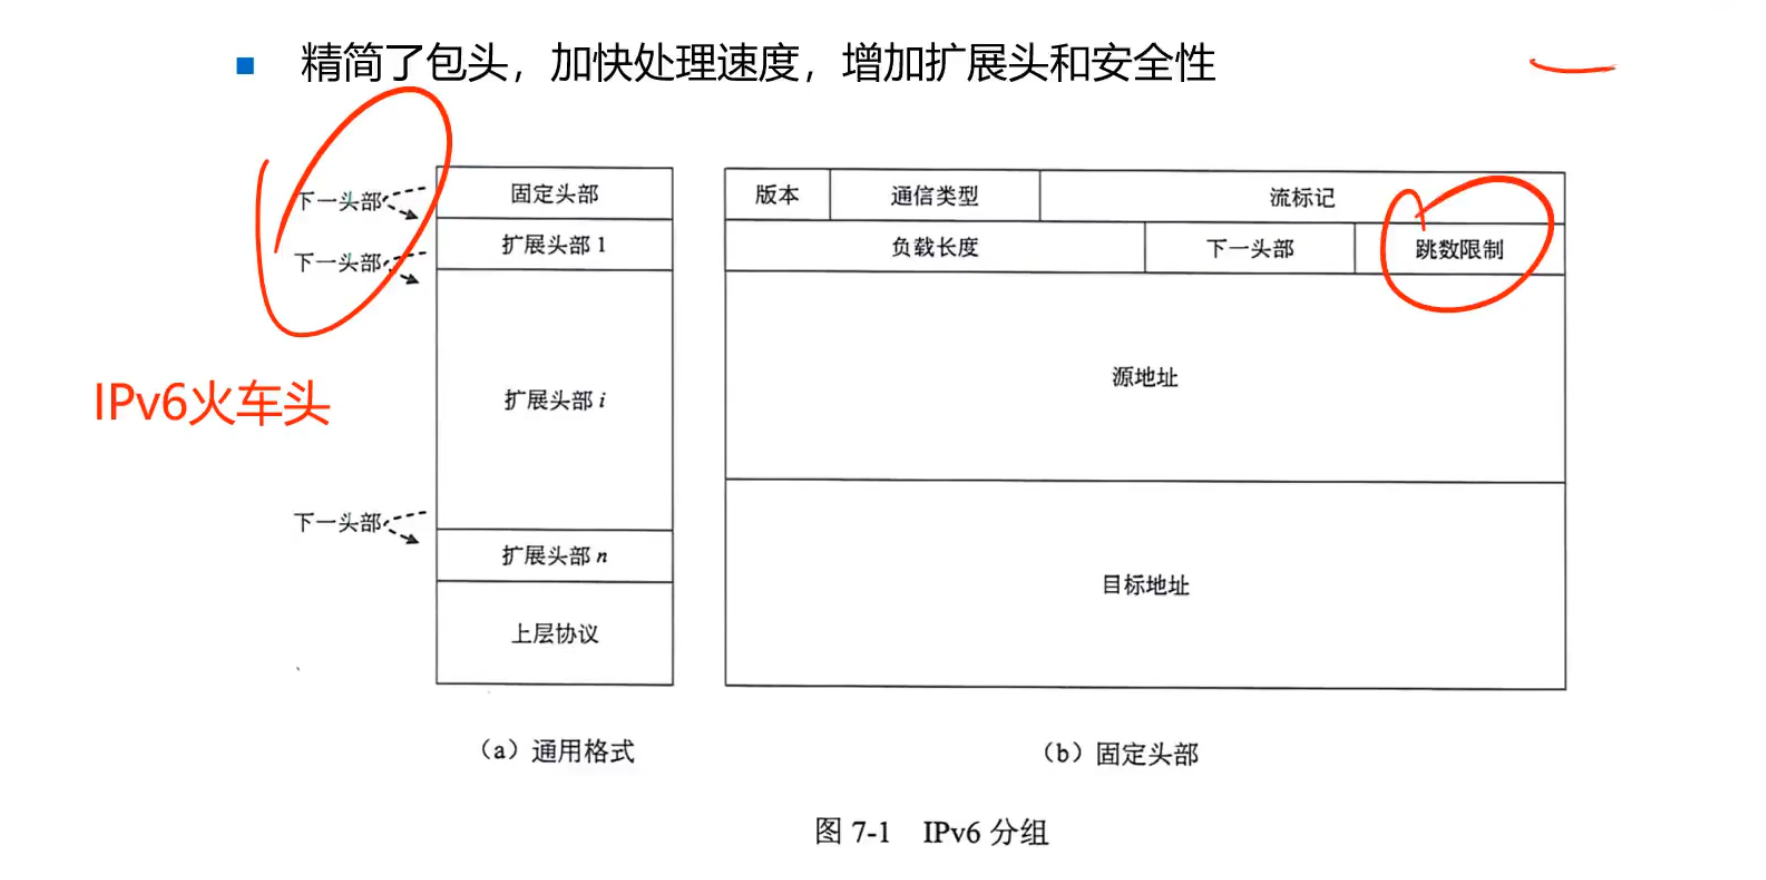 精简了包头，加快处理速度，增加扩展头和安全性
下一头部
下一头部
IPv6火车头
下一头部
固定头部
扩展头部 1
扩展头部 i
扩展头部 n
上层协议
（a）通用格式
版本 通信类型 流标记
负载长度 下一头部 跳数限制
源地址
目标地址
（b）固定头部
图 7-1 IPv6 分组